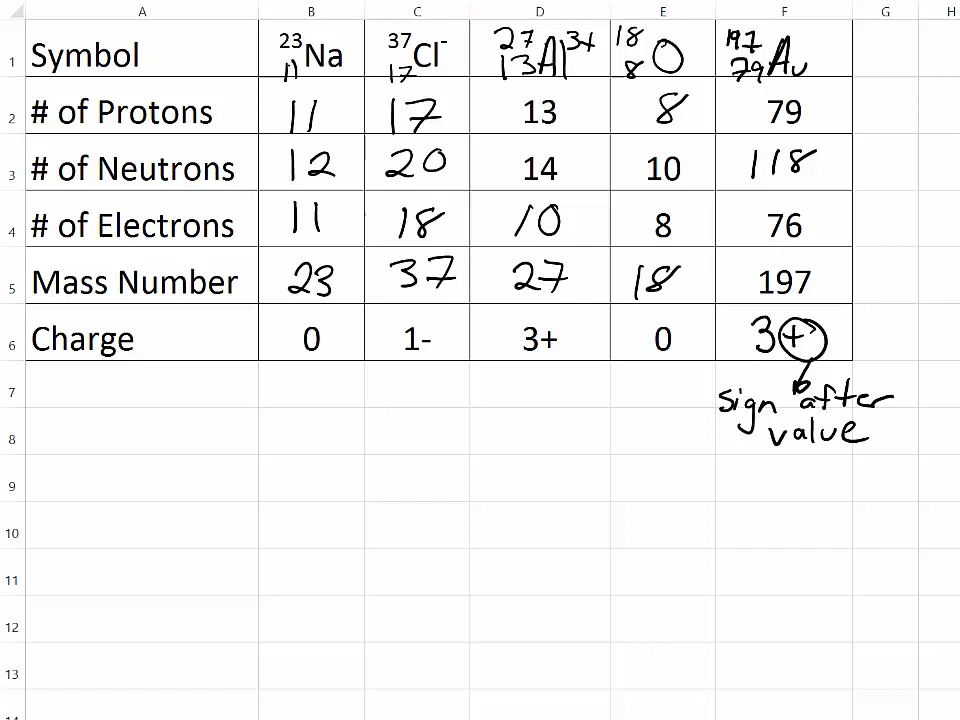 A B C D E F G H
1 Symbol ²³₁₁Na ³⁷₁₇Cl⁻ ²⁷₁₃Al³⁺ ¹⁸₈O ¹⁹⁷₇₉Au
2 # of Protons 11 17 13 8 79
3 # of Neutrons 12 20 14 10 118
4 # of Electrons 11 18 10 8 76
5 Mass Number 23 37 27 18 197
6 Charge 0 1- 3+ 0 3+
7 sign after
8 value
9
10
11
12
13
14